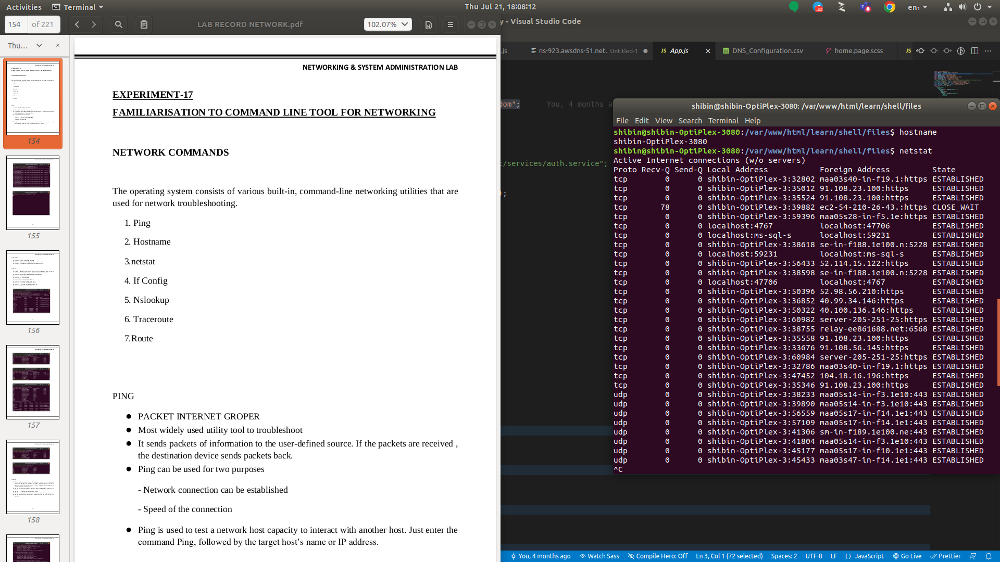 Activities
Terminal
Thu Jul 21, 18:08:12
62
en₁
154
of 221
LAB RECORD NETWORK.pdf
102.07%
y - Visual Studio Code
Thu…
154
155
156
157
158
NETWORKING & SYSTEM ADMINISTRATION LAB
EXPERIMENT-17
FAMILIARISATION TO COMMAND LINE TOOL FOR NETWORKING
NETWORK COMMANDS
The operating system consists of various built-in, command-line networking utilities that are
used for network troubleshooting.
1. Ping
2. Hostname
3.netstat
4. If Config
5. Nslookup
6. Traceroute
7.Route
PING
● PACKET INTERNET GROPER
● Most widely used utility tool to troubleshoot
● It sends packets of information to the user-defined source. If the packets are received ,
the destination device sends packets back.
● Ping can be used for two purposes
- Network connection can be established
- Speed of the connection
● Ping is used to test a network host capacity to interact with another host. Just enter the
command Ping, followed by the target host's name or IP address.
.js
ns-923.awsdns-51.net. Untitled-1 ●
JS App.js
DNS_Configuration.csv
home.page.scss
JS
dom"; You, 4 months a
c/services/auth.service";
);
shibin@shibin-OptiPlex-3080: /var/www/html/learn/shell/files
File Edit View Search Terminal Help
shibin@shibin-OptiPlex-3080:/var/www/html/learn/shell/files$ hostname
shibin-OptiPlex-3080
shibin@shibin-OptiPlex-3080:/var/www/html/learn/shell/files$ netstat
Active Internet connections (w/o servers)
Proto Recv-Q Send-Q Local Address Foreign Address State
tcp 0 0 shibin-OptiPlex-3:32802 maa03s40-in-f19.1:https ESTABLISHED
tcp 0 0 shibin-OptiPlex-3:35012 91.108.23.100:https ESTABLISHED
tcp 0 0 shibin-OptiPlex-3:35524 91.108.23.100:https ESTABLISHED
tcp 78 0 shibin-OptiPlex-3:39882 ec2-54-210-26-43.:https CLOSE_WAIT
tcp 0 0 shibin-OptiPlex-3:59396 maa05s28-in-f5.1e:https ESTABLISHED
tcp 0 0 localhost:4767 localhost:47706 ESTABLISHED
tcp 0 0 localhost:ms-sql-s localhost:59231 ESTABLISHED
tcp 0 0 shibin-OptiPlex-3:38618 se-in-f188.1e100.n:5228 ESTABLISHED
tcp 0 0 localhost:59231 localhost:ms-sql-s ESTABLISHED
tcp 0 0 shibin-OptiPlex-3:56433 52.114.15.122:https ESTABLISHED
tcp 0 0 shibin-OptiPlex-3:38598 se-in-f188.1e100.n:5228 ESTABLISHED
tcp 0 0 localhost:47706 localhost:4767 ESTABLISHED
tcp 0 0 shibin-OptiPlex-3:50396 52.98.56.210:https ESTABLISHED
tcp 0 0 shibin-OptiPlex-3:36852 40.99.34.146:https ESTABLISHED
tcp 0 0 shibin-OptiPlex-3:50322 40.100.136.146:https ESTABLISHED
tcp 0 0 shibin-OptiPlex-3:60982 server-205-251-25:https ESTABLISHED
tcp 0 0 shibin-OptiPlex-3:38755 relay-ee861688.net:6568 ESTABLISHED
tcp 0 0 shibin-OptiPlex-3:35558 91.108.23.100:https ESTABLISHED
tcp 0 0 shibin-OptiPlex-3:33676 91.108.56.145:https ESTABLISHED
tcp 0 0 shibin-OptiPlex-3:60984 server-205-251-25:https ESTABLISHED
tcp 0 0 shibin-OptiPlex-3:32786 maa03s40-in-f19.1:https ESTABLISHED
tcp 0 0 shibin-OptiPlex-3:47452 104.18.16.196:https ESTABLISHED
tcp 0 0 shibin-OptiPlex-3:35346 91.108.23.100:https ESTABLISHED
udp 0 0 shibin-OptiPlex-3:38233 maa05s14-in-f3.1e10:443 ESTABLISHED
udp 0 0 shibin-OptiPlex-3:39890 maa05s14-in-f3.1e10:443 ESTABLISHED
udp 0 0 shibin-OptiPlex-3:56559 maa05s17-in-f14.1e1:443 ESTABLISHED
udp 0 0 shibin-OptiPlex-3:57109 maa05s17-in-f14.1e1:443 ESTABLISHED
udp 0 0 shibin-OptiPlex-3:41306 sm-in-f189.1e100.ne:443 ESTABLISHED
udp 0 0 shibin-OptiPlex-3:41804 maa05s14-in-f3.1e10:443 ESTABLISHED
udp 0 0 shibin-OptiPlex-3:45177 maa05s17-in-f10.1e1:443 ESTABLISHED
udp 0 0 shibin-OptiPlex-3:45433 maa03s47-in-f14.1e1:443 ESTABLISHED
^C
You, 4 months ago
Watch Sass
Compile Hero: Off
Ln 3, Col 1 (72 selected)
Spaces: 2
UTF-8
LF
{ } JavaScript
Go Live
Prettier